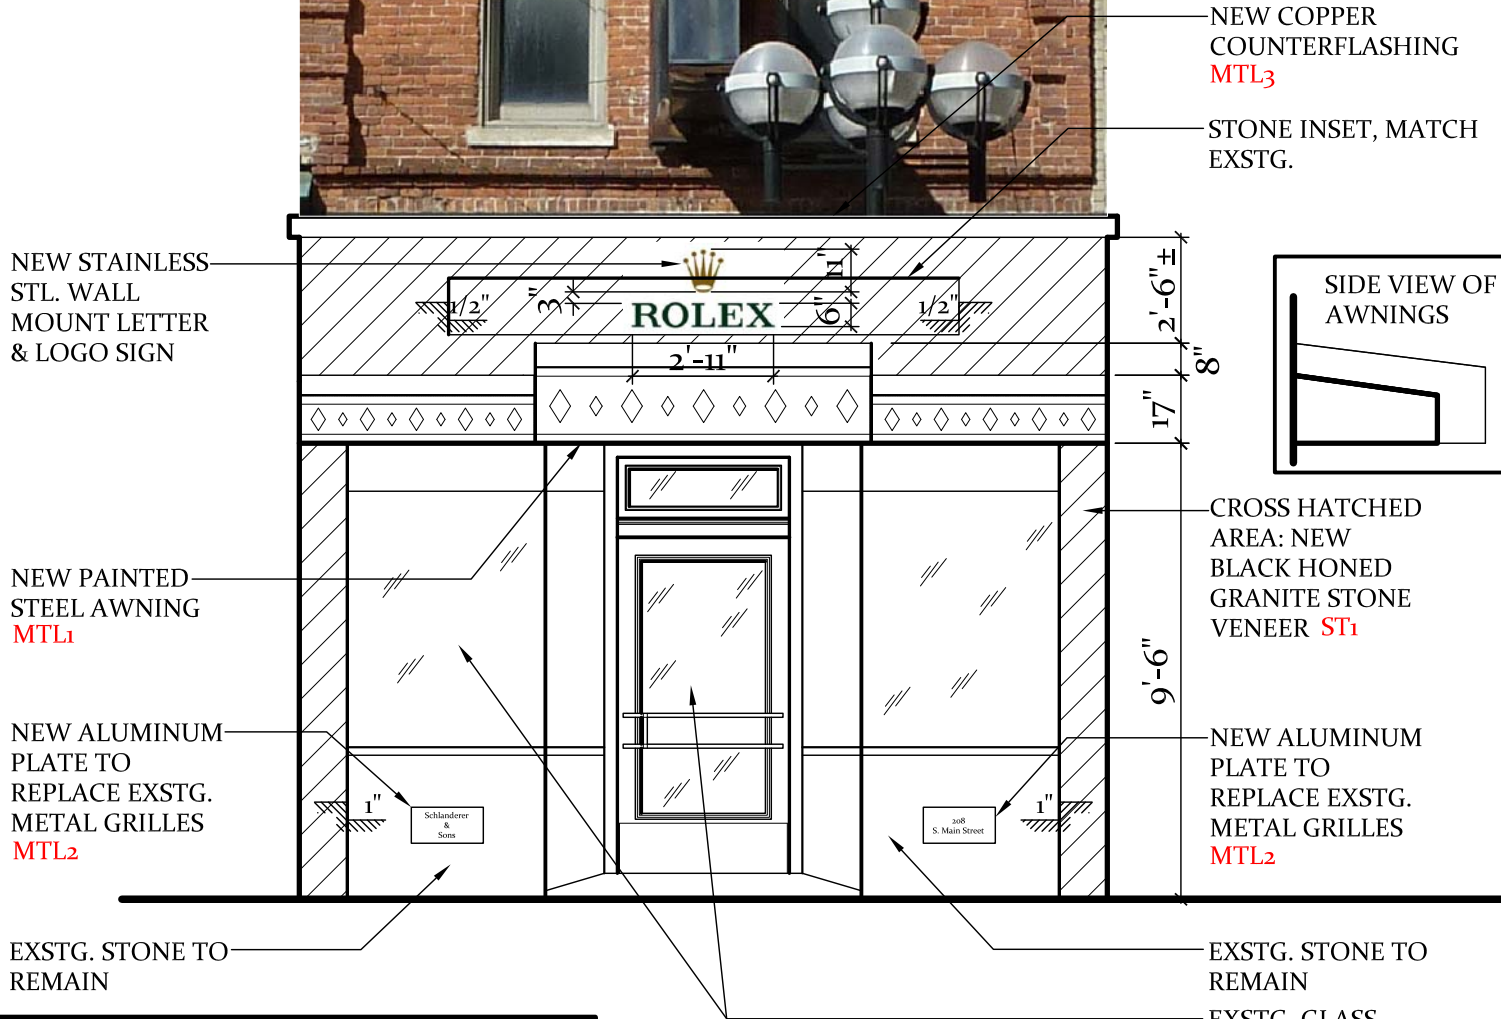 NEW COPPER
COUNTERFLASHING
MTL3
STONE INSET, MATCH
EXSTG.
NEW STAINLESS
STL. WALL
MOUNT LETTER
& LOGO SIGN
11"
3"
1/2"
ROLEX
6"
1/2"
2'-11"
2'-6"±
8"
17"
9'-6"
SIDE VIEW OF
AWNINGS
CROSS HATCHED
AREA: NEW
BLACK HONED
GRANITE STONE
VENEER ST1
NEW PAINTED
STEEL AWNING
MTL1
NEW ALUMINUM
PLATE TO
REPLACE EXSTG.
METAL GRILLES
MTL2
1"
Schlanderer
&
Sons
208
S. Main Street
1"
NEW ALUMINUM
PLATE TO
REPLACE EXSTG.
METAL GRILLES
MTL2
EXSTG. STONE TO
REMAIN
EXSTG. STONE TO
REMAIN
EXSTG. GLASS